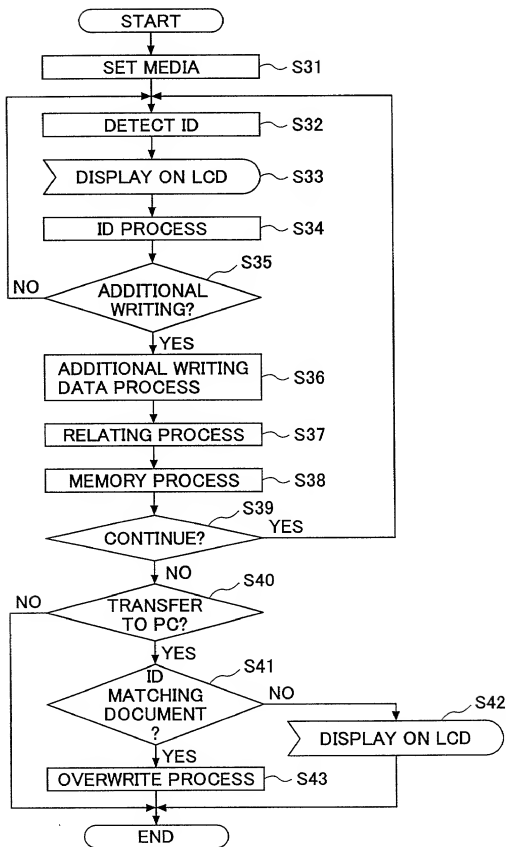 START
SET MEDIA
S31
DETECT ID
S32
DISPLAY ON LCD
S33
ID PROCESS
S34
S35
NO
ADDITIONAL
WRITING?
YES
ADDITIONAL WRITING
DATA PROCESS
S36
RELATING PROCESS
S37
MEMORY PROCESS
S38
S39
CONTINUE?
YES
NO
S40
NO
TRANSFER
TO PC?
YES
S41
ID
MATCHING
DOCUMENT
?
NO
S42
DISPLAY ON LCD
YES
OVERWRITE PROCESS
S43
END